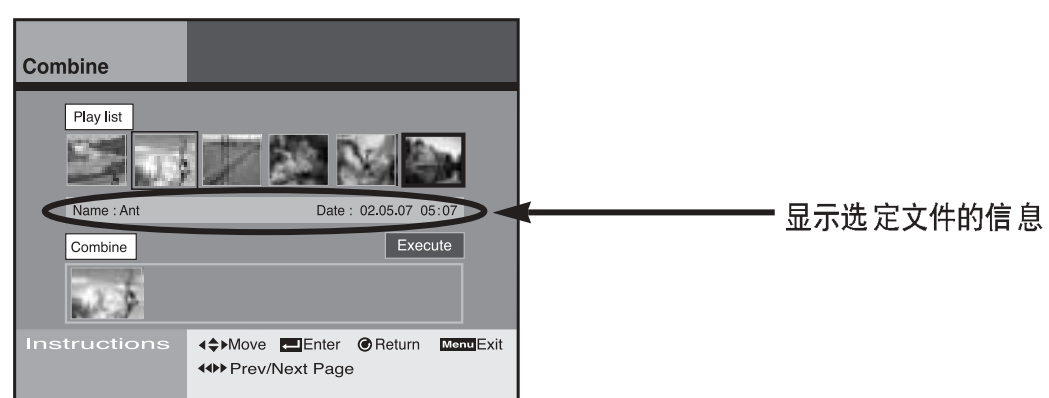 Combine
Play list
Name : Ant Date : 02.05.07 05:07
显示选定文件的信息
Combine Execute
Instructions Move Enter Return Menu Exit
Prev/Next Page